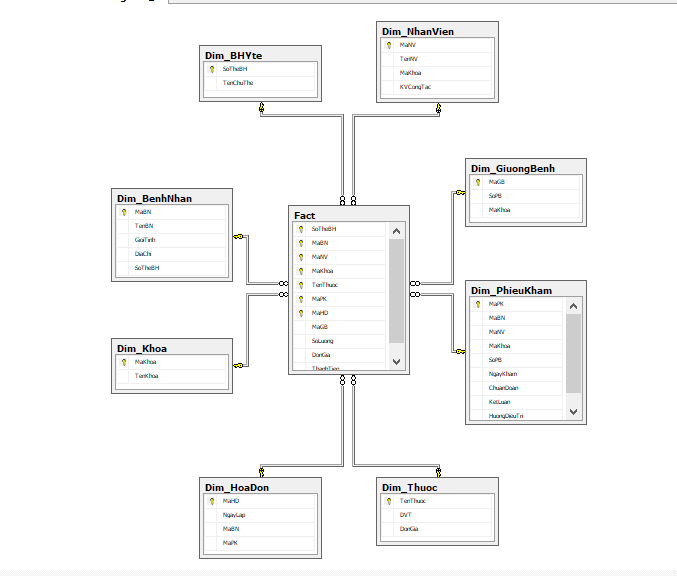 Dim_BHYte
SoTheBH
TenChuThe
Dim_NhanVien
MaNV
TenNV
MaKhoa
KVCongTac
Dim_GiuongBenh
MaGB
SoPB
MaKhoa
Dim_BenhNhan
MaBN
TenBN
GioiTinh
DiaChi
SoTheBH
Fact
SoTheBH
MaBN
MaNV
MaKhoa
TenThuoc
MaPK
MaHD
MaGB
SoLuong
DonGia
ThanhTien
Dim_PhieuKham
MaPK
MaBN
MaNV
MaKhoa
SoPB
NgayKham
ChuanDoan
KetLuan
HuongDieuTri
Dim_Khoa
MaKhoa
TenKhoa
Dim_HoaDon
MaHD
NgayLap
MaBN
MaPK
Dim_Thuoc
TenThuoc
DVT
DonGia